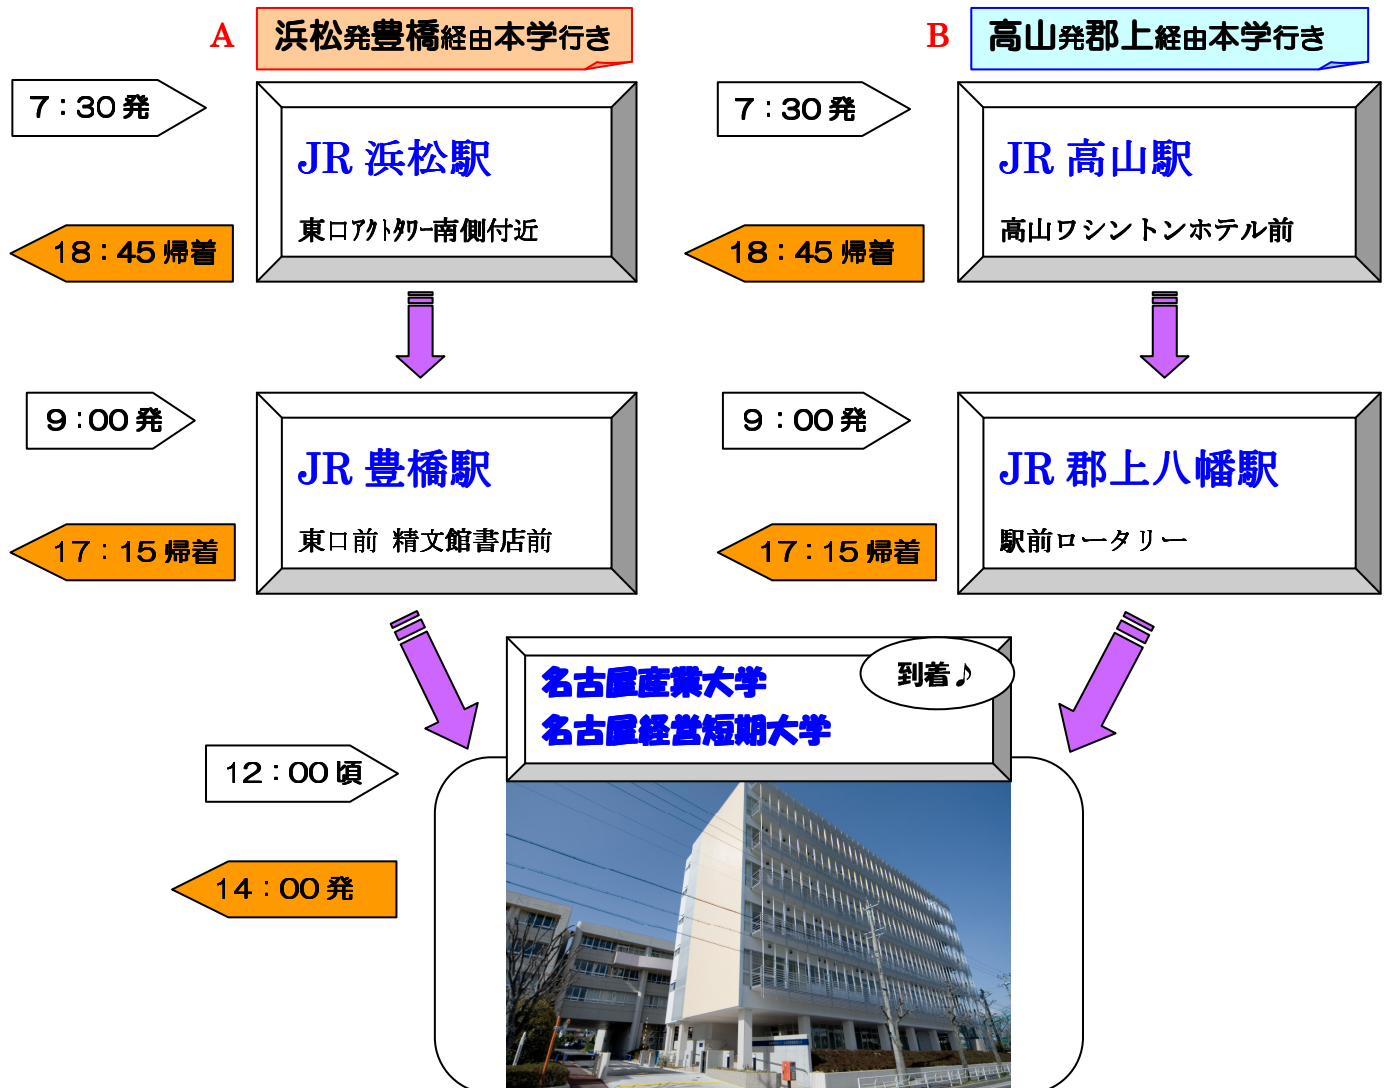 A 浜松発豊橋経由本学行き
7：30発
JR 浜松駅
東口ｱｸﾄﾀﾜｰ南側付近
18：45帰着
9：00発
JR 豊橋駅
東口前 精文館書店前
17：15帰着
B 高山発郡上経由本学行き
7：30発
JR 高山駅
高山ワシントンホテル前
18：45帰着
9：00発
JR 郡上八幡駅
駅前ロータリー
17：15帰着
名古屋産業大学
名古屋経営短期大学
到着♪
12：00頃
14：00発